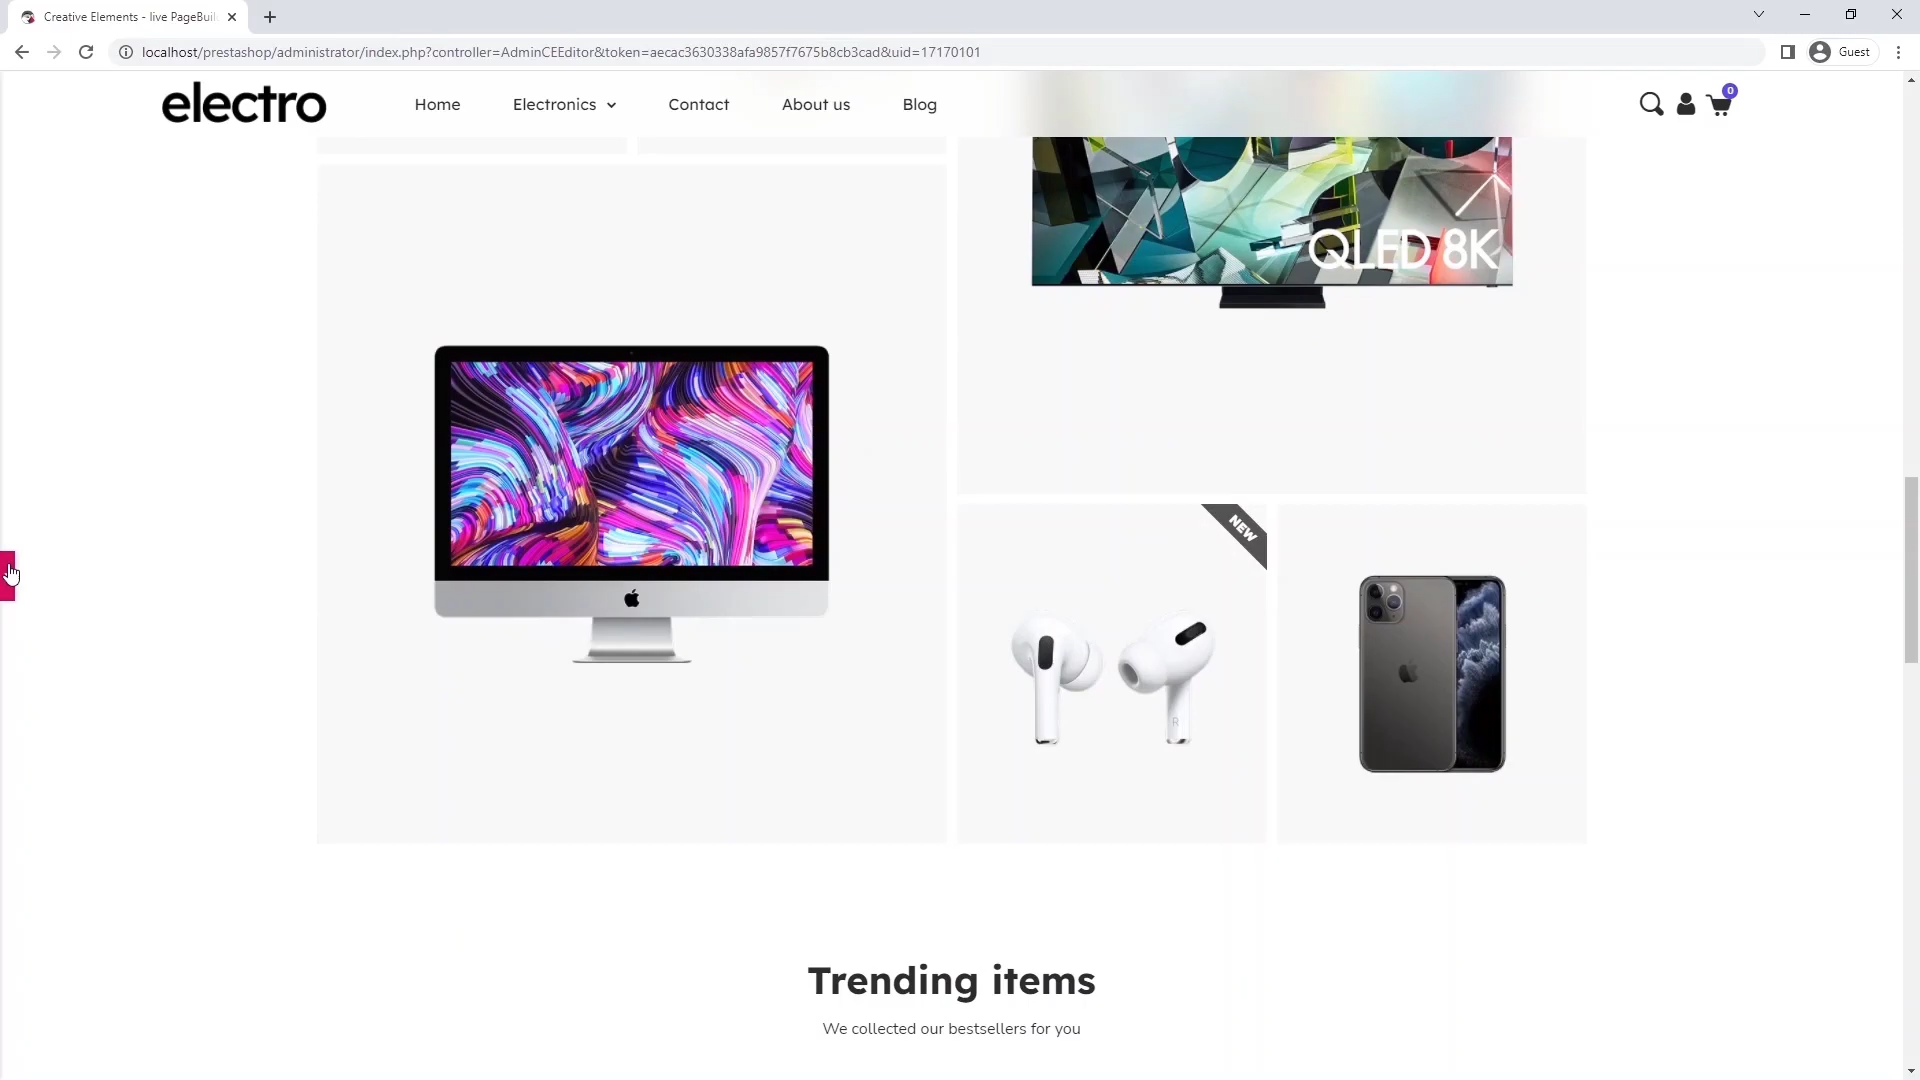 Creative Elements - live PageBuil
localhost/prestashop/administrator/index.php?controller=AdminCEEditor&token=aecac3630338afa9857f7675b8cb3cad&uid=17170101
Guest
electro
Home
Electronics
Contact
About us
Blog
0
QLED 8K
NEW
R
Trending items
We collected our bestsellers for you